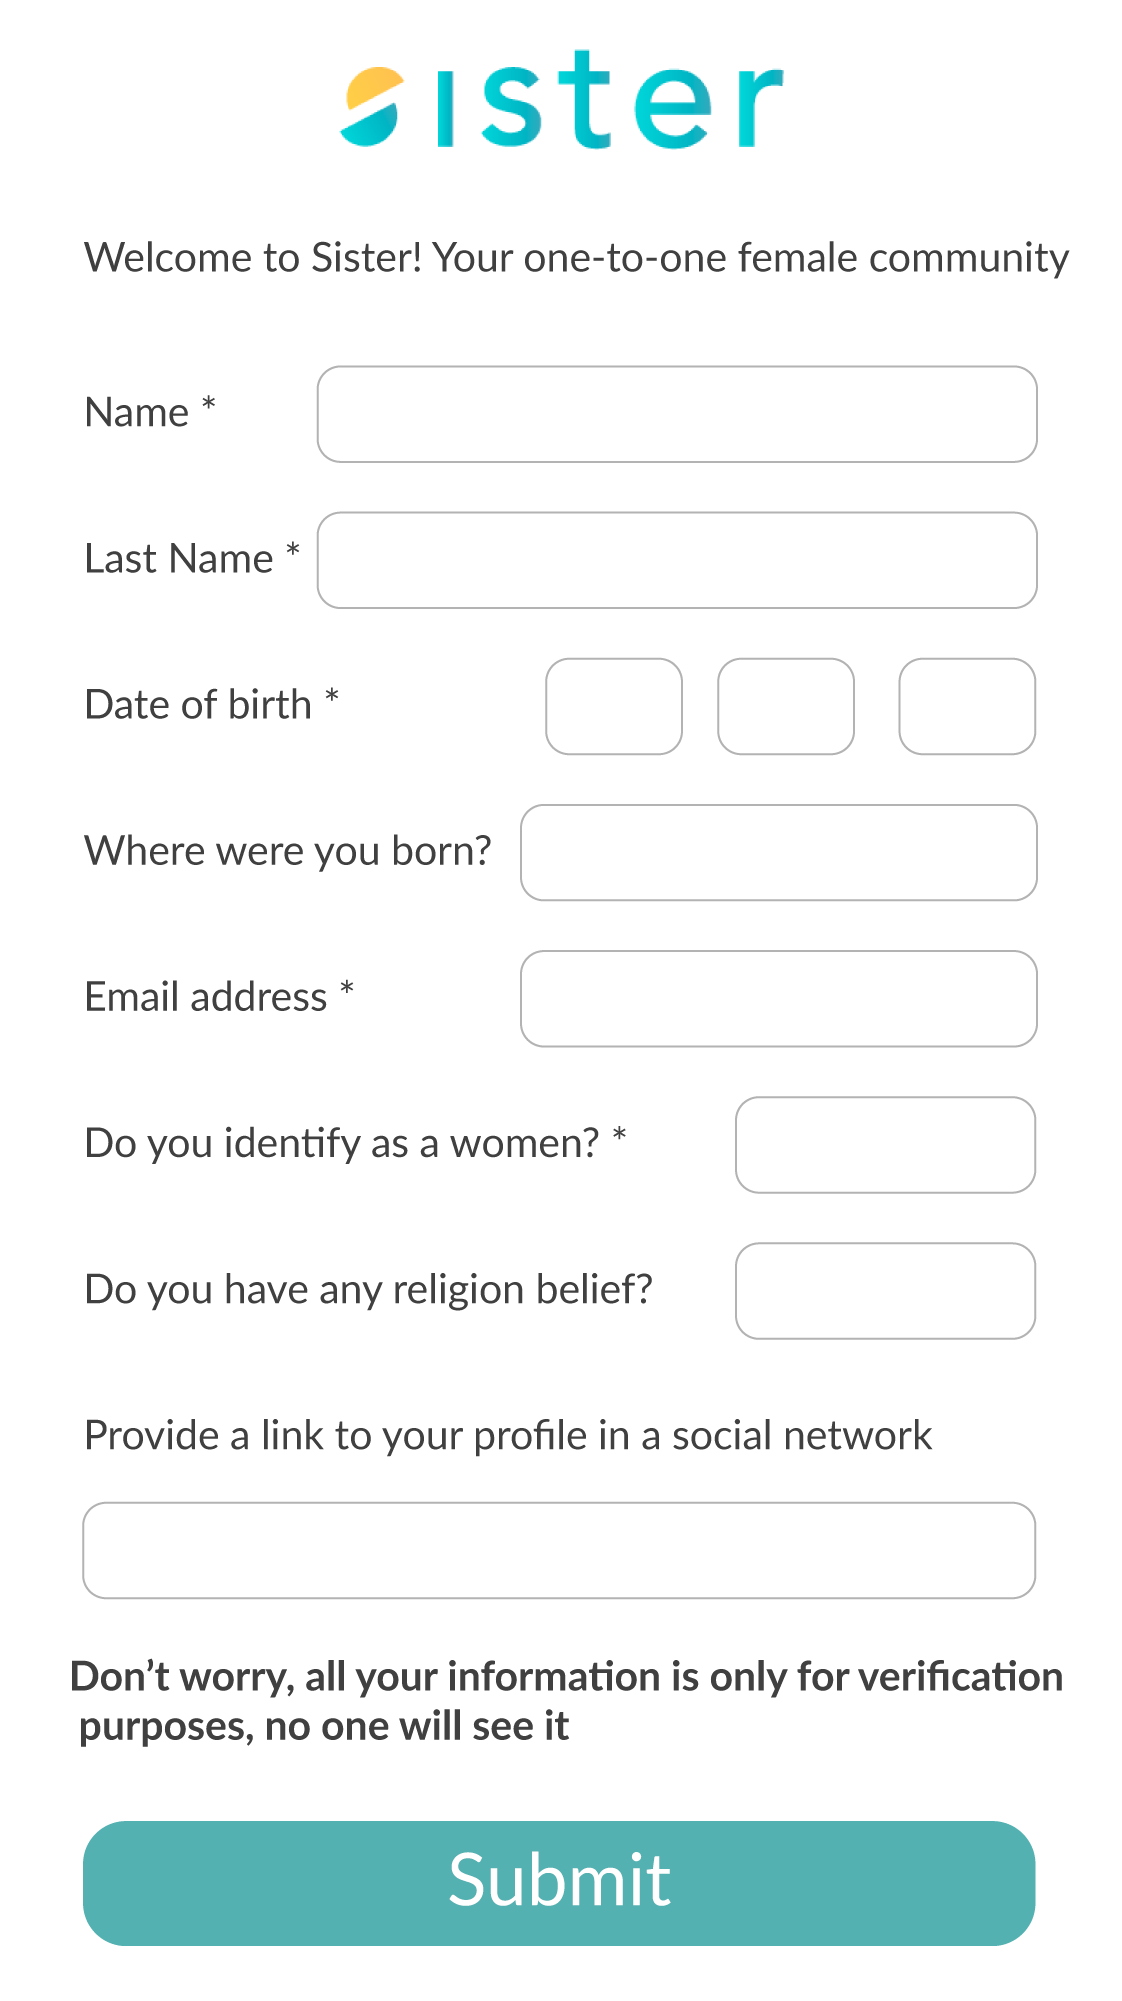 sister
Welcome to Sister! Your one-to-one female community
Name *
Last Name *
Date of birth *
Where were you born?
Email address *
Do you identify as a women? *
Do you have any religion belief?
Provide a link to your profile in a social network
Don’t worry, all your information is only for verification
purposes, no one will see it
Submit